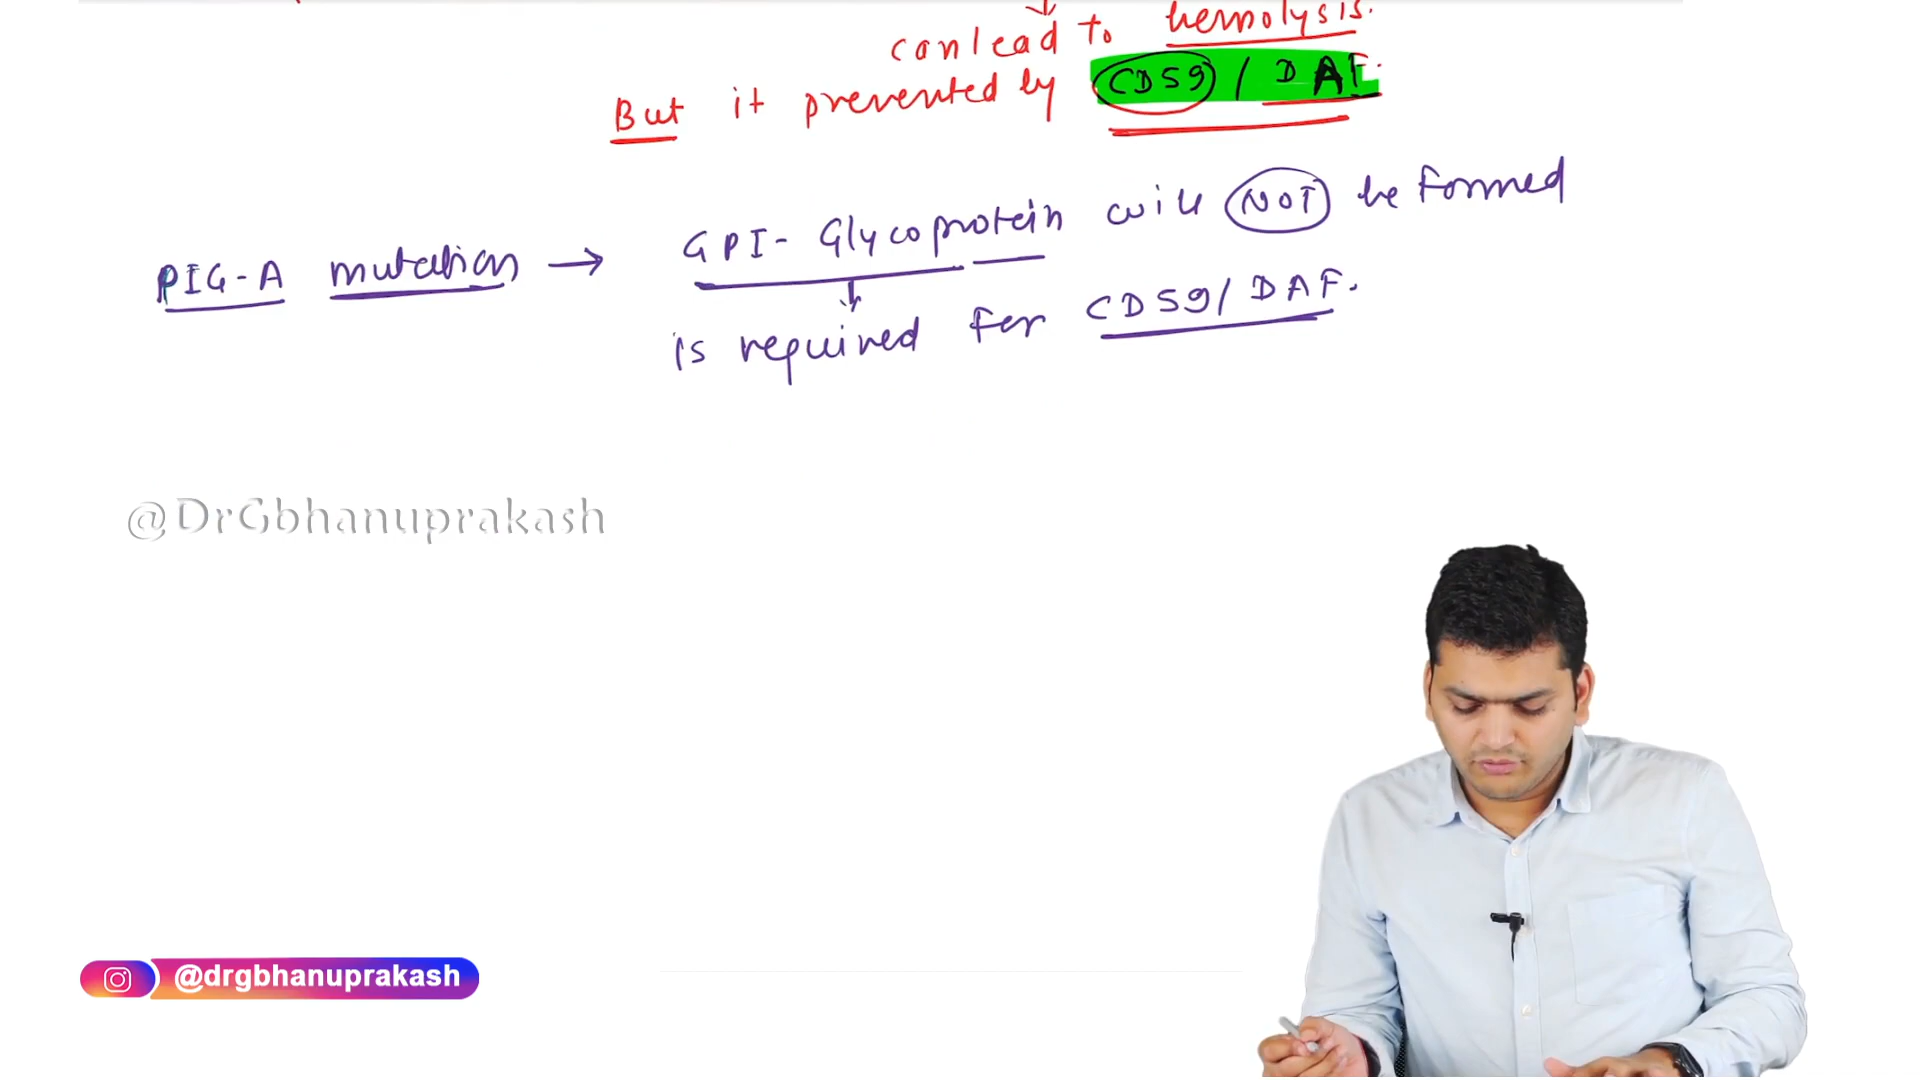 can lead to hemolysis.
But it prevented by CD59 / DAF.
PIG-A mutation → GPI- Glycoprotein will NOT be formed
is required for CD59/ DAF.
@DrGbhanuprakash
@drgbhanuprakash